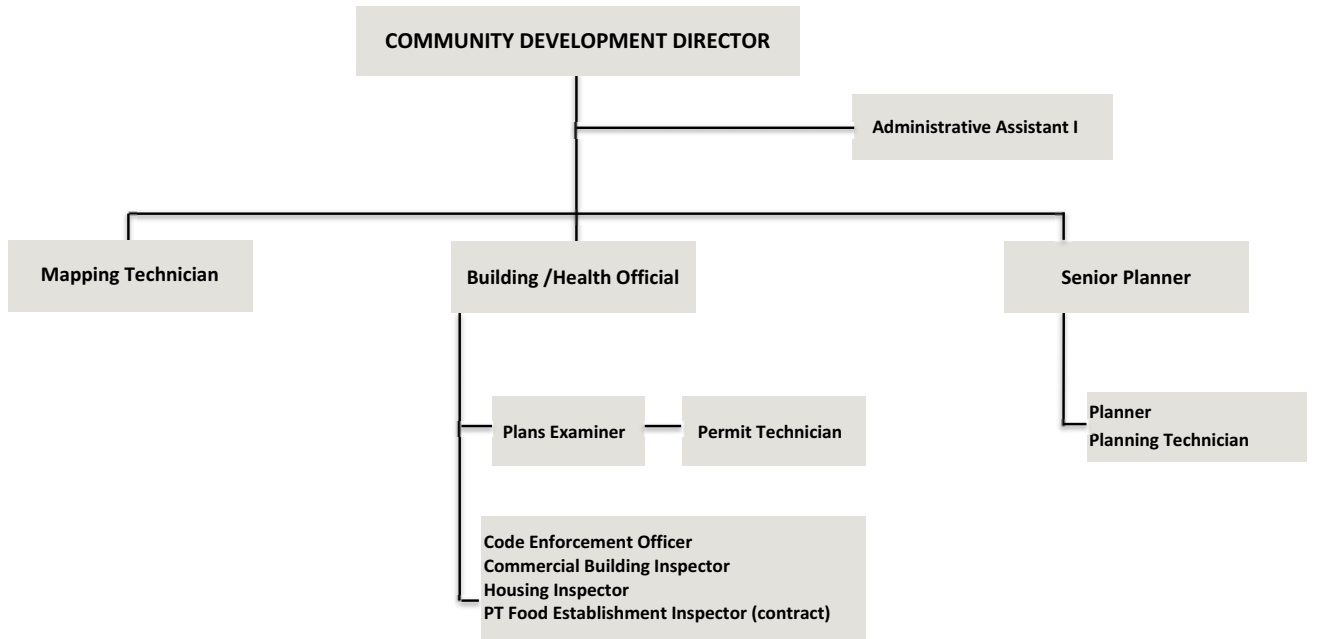 COMMUNITY DEVELOPMENT DIRECTOR
Administrative Assistant I
Mapping Technician
Building /Health Official
Senior Planner
Plans Examiner
Permit Technician
Planner
Planning Technician
Code Enforcement Officer
Commercial Building Inspector
Housing Inspector
PT Food Establishment Inspector (contract)